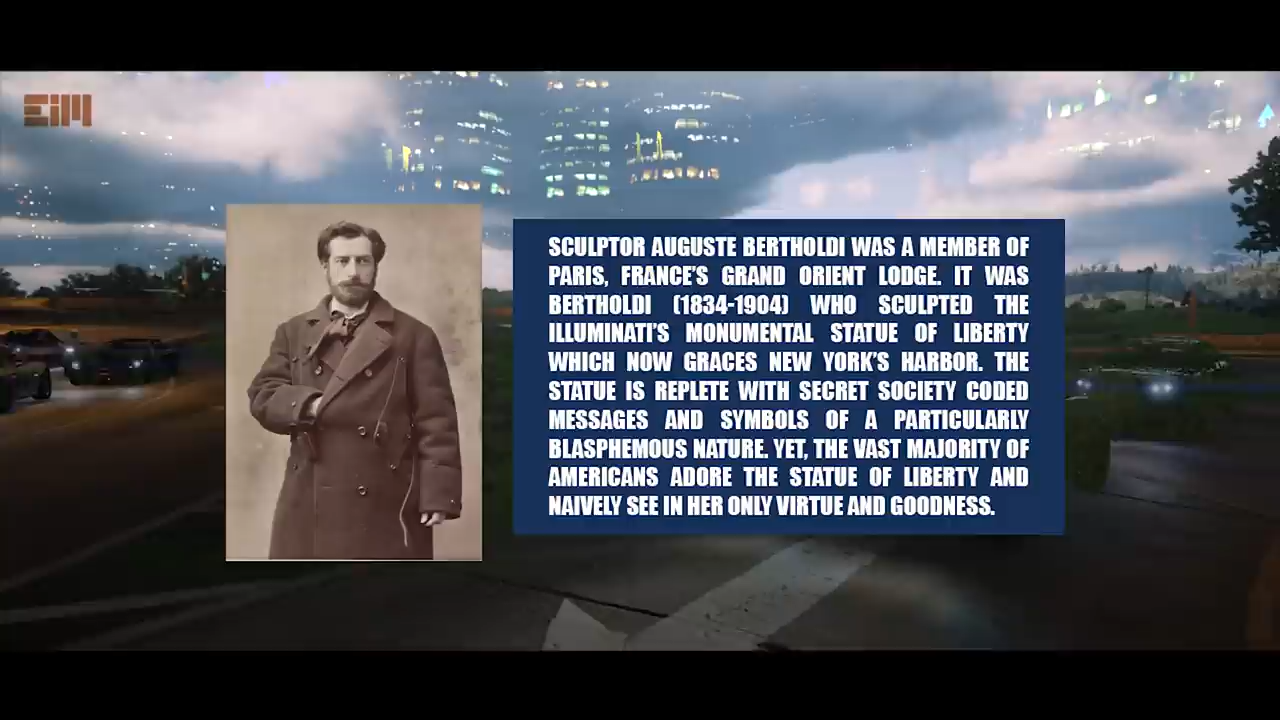 EIM
SCULPTOR AUGUSTE BERTHOLDI WAS A MEMBER OF
PARIS, FRANCE'S GRAND ORIENT LODGE. IT WAS
BERTHOLDI (1834-1904) WHO SCULPTED THE
ILLUMINATI'S MONUMENTAL STATUE OF LIBERTY
WHICH NOW GRACES NEW YORK'S HARBOR. THE
STATUE IS REPLETE WITH SECRET SOCIETY CODED
MESSAGES AND SYMBOLS OF A PARTICULARLY
BLASPHEMOUS NATURE. YET, THE VAST MAJORITY OF
AMERICANS ADORE THE STATUE OF LIBERTY AND
NAIVELY SEE IN HER ONLY VIRTUE AND GOODNESS.